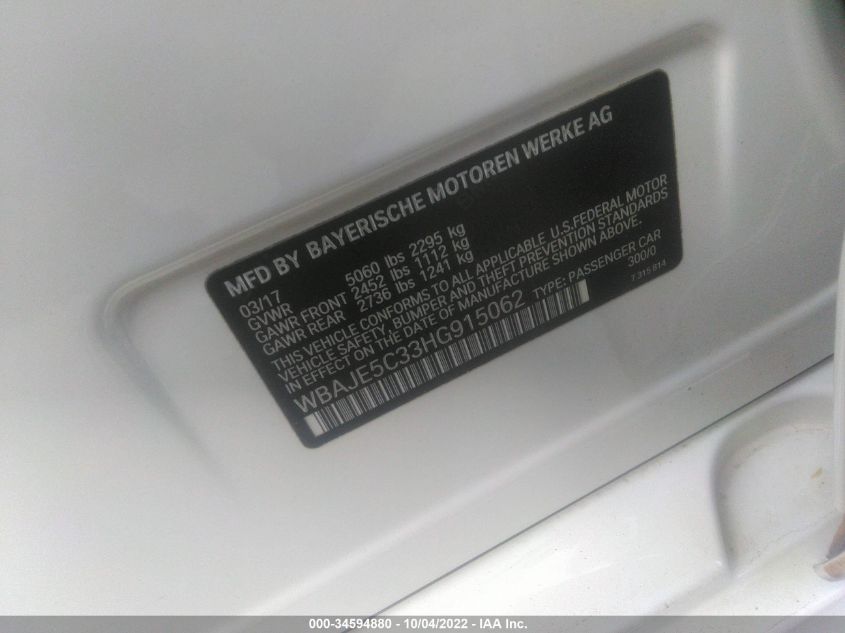 MFD BY BAYERISCHE MOTOREN WERKE AG
03/17
GVWR 5060 lbs 2295 kg
GAWR FRONT 2452 lbs 1112 kg
GAWR REAR 2736 lbs 1241 kg
THIS VEHICLE CONFORMS TO ALL APPLICABLE U.S.FEDERAL MOTOR
VEHICLE SAFETY, BUMPER AND THEFT PREVENTION STANDARDS
IN EFFECT ON THE DATE OF MANUFACTURE SHOWN ABOVE.
WBAJE5C33HG915062 TYPE: PASSENGER CAR
300/0
7 315 814
000-34594880 - 10/04/2022 - IAA Inc.